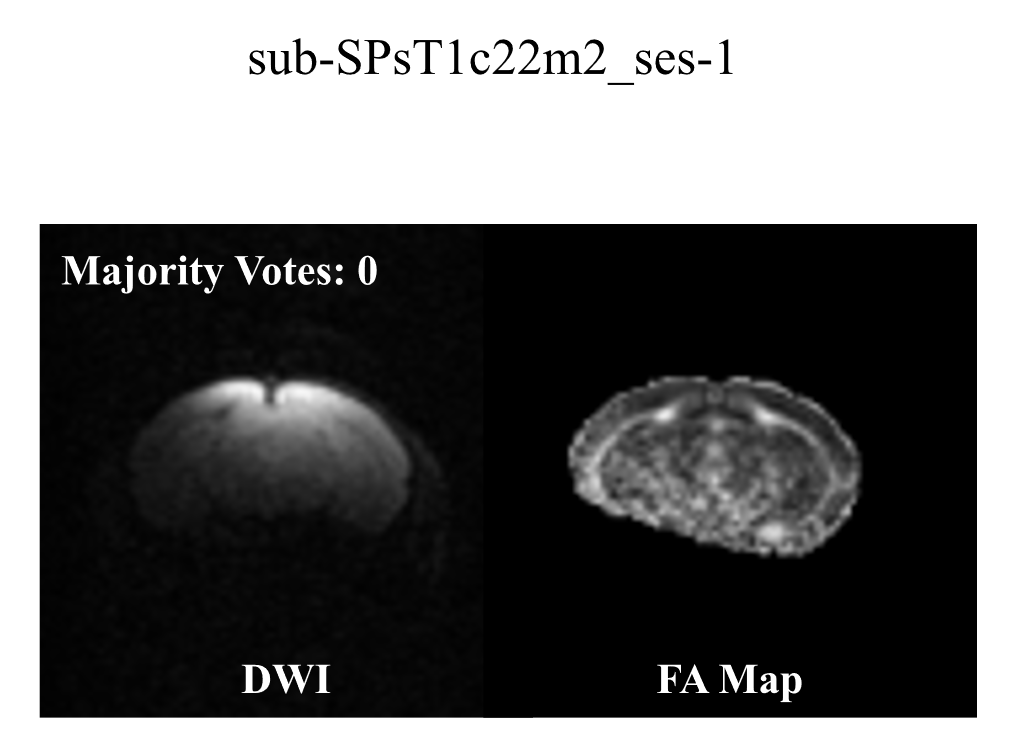 sub-SPsT1c22m2_ses-1
Majority Votes: 0
DWI
FA Map